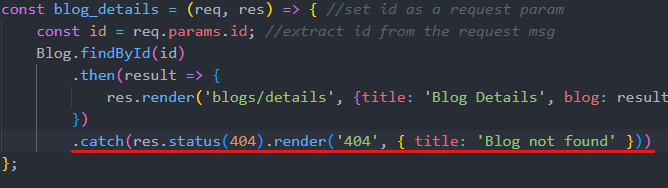 const blog_details = (req, res) => { //set id as a request param
const id = req.params.id; //extract id from the request msg
Blog.findById(id)
.then(result => {
res.render('blogs/details', {title: 'Blog Details', blog: result
})
.catch(res.status(404).render('404', { title: 'Blog not found' }))
};